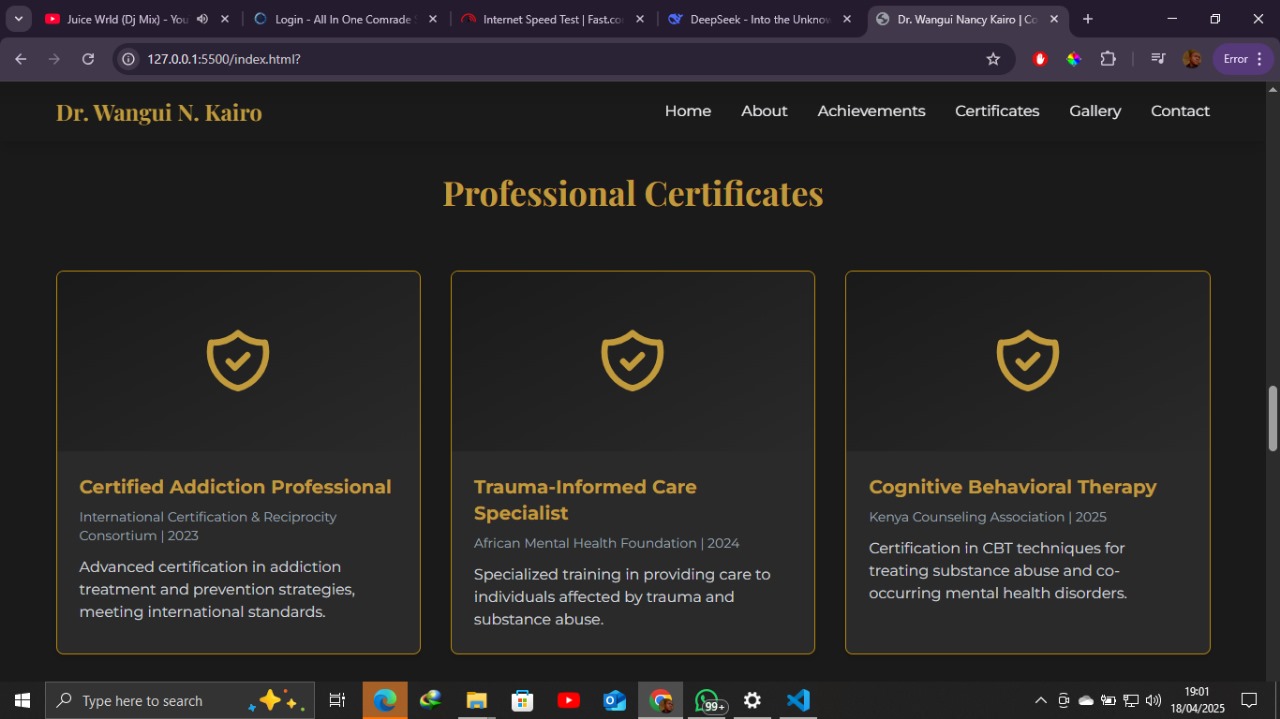 Juice Wrld (Dj Mix) - You
Login - All In One Comrade
Internet Speed Test | Fast.co
DeepSeek - Into the Unknow
Dr. Wangui Nancy Kairo | Co
127.0.0.1:5500/index.html?
Error
Dr. Wangui N. Kairo
Home About Achievements Certificates Gallery Contact
Professional Certificates
Certified Addiction Professional
International Certification & Reciprocity
Consortium | 2023
Advanced certification in addiction
treatment and prevention strategies,
meeting international standards.
Trauma-Informed Care
Specialist
African Mental Health Foundation | 2024
Specialized training in providing care to
individuals affected by trauma and
substance abuse.
Cognitive Behavioral Therapy
Kenya Counseling Association | 2025
Certification in CBT techniques for
treating substance abuse and co-
occurring mental health disorders.
Type here to search
99+
19:01
18/04/2025